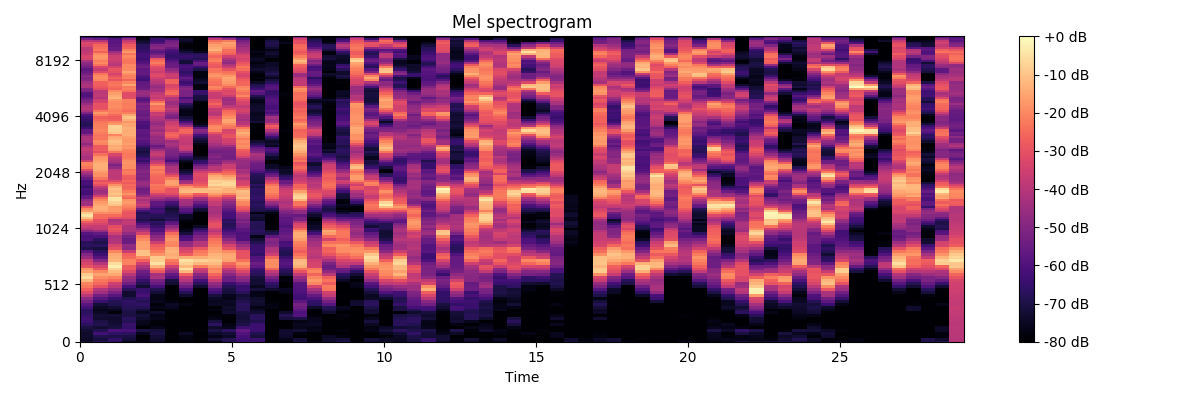 Mel spectrogram
8192
4096
2048
1024
512
0
Hz
0 5 10 15 20 25
Time
+0 dB
-10 dB
-20 dB
-30 dB
-40 dB
-50 dB
-60 dB
-70 dB
-80 dB